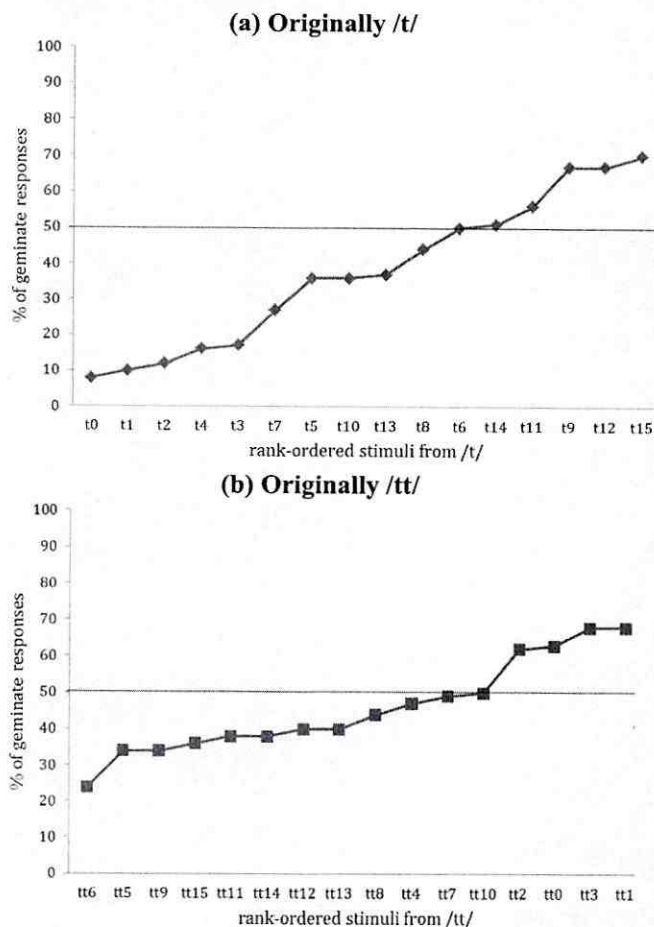 (a) Originally /t/
100
90
80
70
60
50
40
30
20
10
0
% of geminate responses
t0 t1 t2 t4 t3 t7 t5 t10 t13 t8 t6 t14 t11 t9 t12 t15
rank-ordered stimuli from /t/
(b) Originally /tt/
100
90
80
70
60
50
40
30
20
10
0
% of geminate responses
tt6 tt5 tt9 tt15 tt11 tt14 tt12 tt13 tt8 tt4 tt7 tt10 tt2 tt0 tt3 tt1
rank-ordered stimuli from /tt/